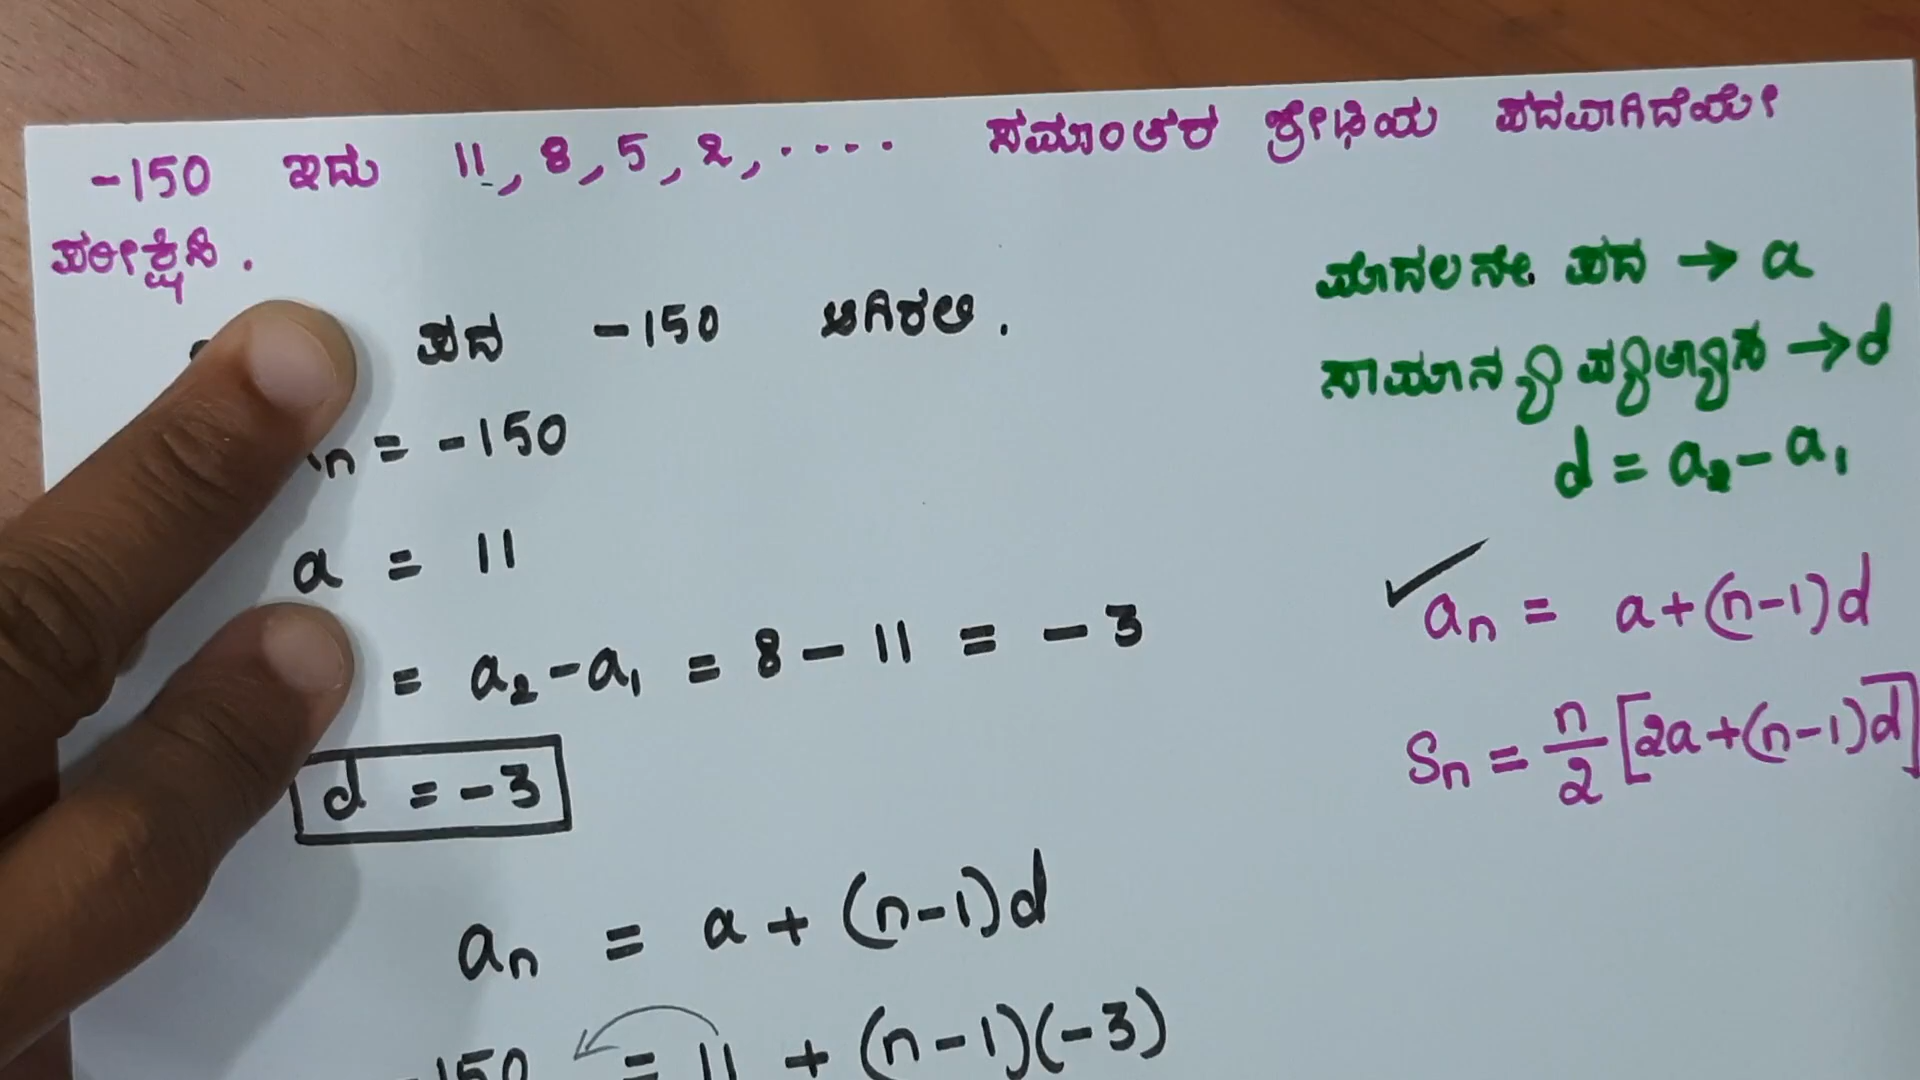 -150 ಇದು 11, 8, 5, 2, .... ಸಮಾಂತರ ಶ್ರೇಢಿಯ ಪದವಾಗಿದೆಯೇ
ಪರೀಕ್ಷಿಸಿ.
ಪದ -150 ಆಗಿರಲಿ.
n = -150
a = 11
= a₂-a₁ = 8 - 11 = -3
d = -3
aₙ = a + (n-1)d
150 = 11 + (n-1)(-3)
ಮೊದಲನೇ ಪದ → a
ಸಾಮಾನ್ಯ ವ್ಯತ್ಯಾಸ → d
d = a₂ - a₁
✓ aₙ = a+(n-1)d
Sₙ = n/2 [2a+(n-1)d]